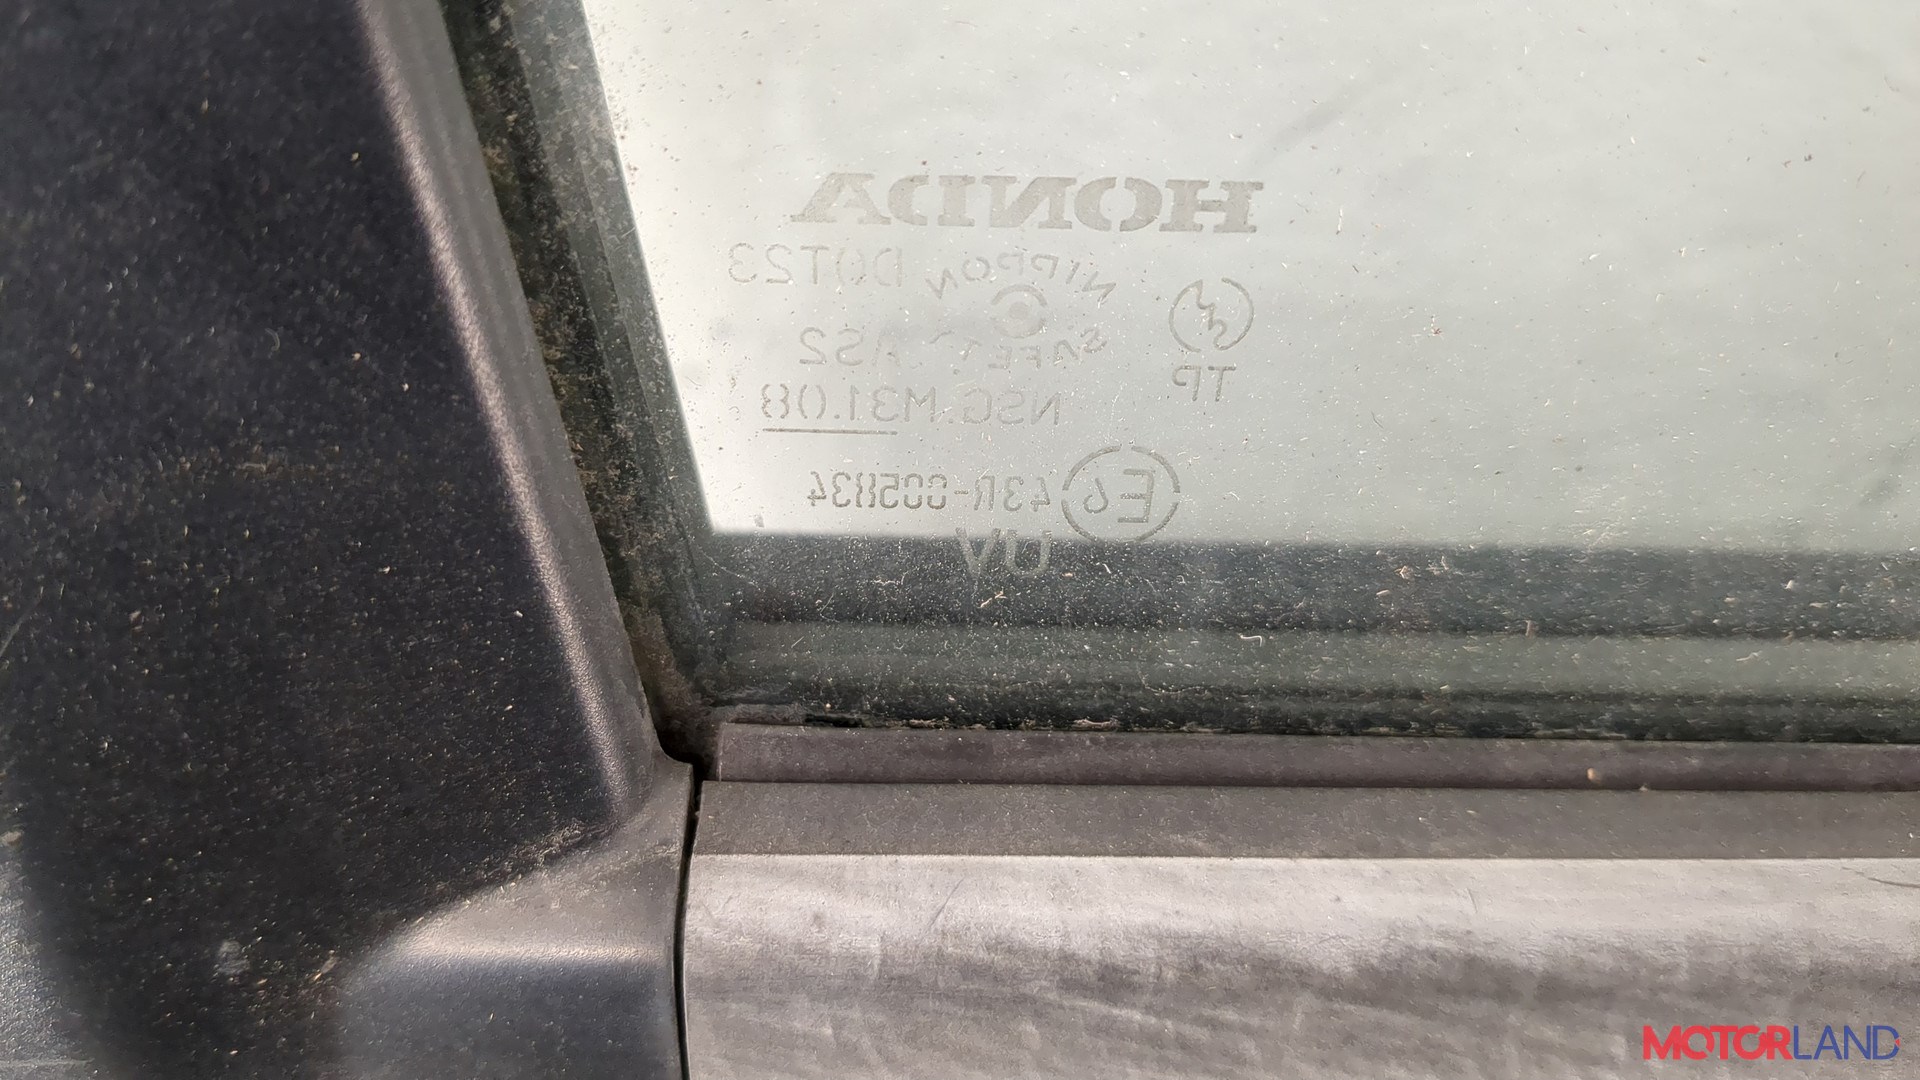 HONDA
NIPPON DOT23
SAFETY AS2
TP
NSG.M31.08
E6 43R-005834
UV
MOTORLAND